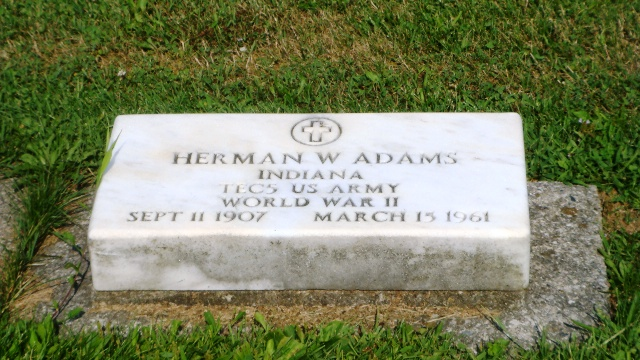 HERMAN W ADAMS
INDIANA
TEC5 US ARMY
WORLD WAR II
SEPT 11 1907 MARCH 15 1961